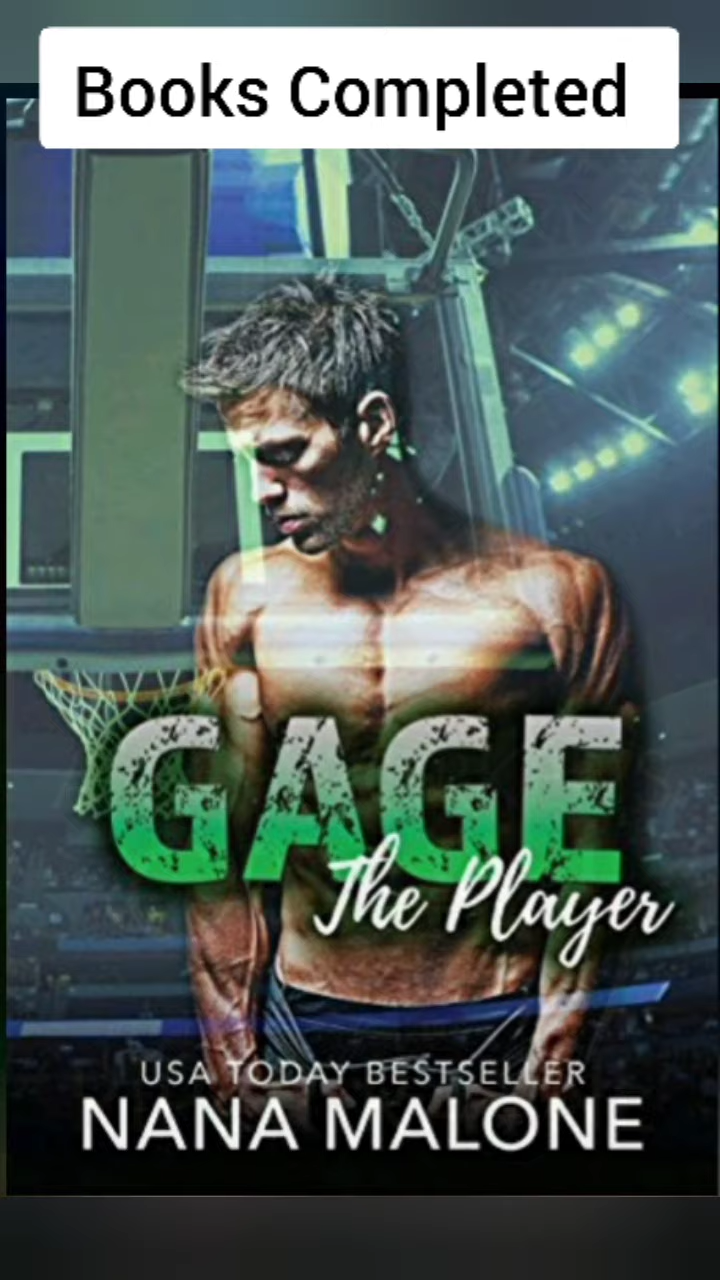 Books Completed
GAGE
The Player
USA TODAY BESTSELLER
NANA MALONE